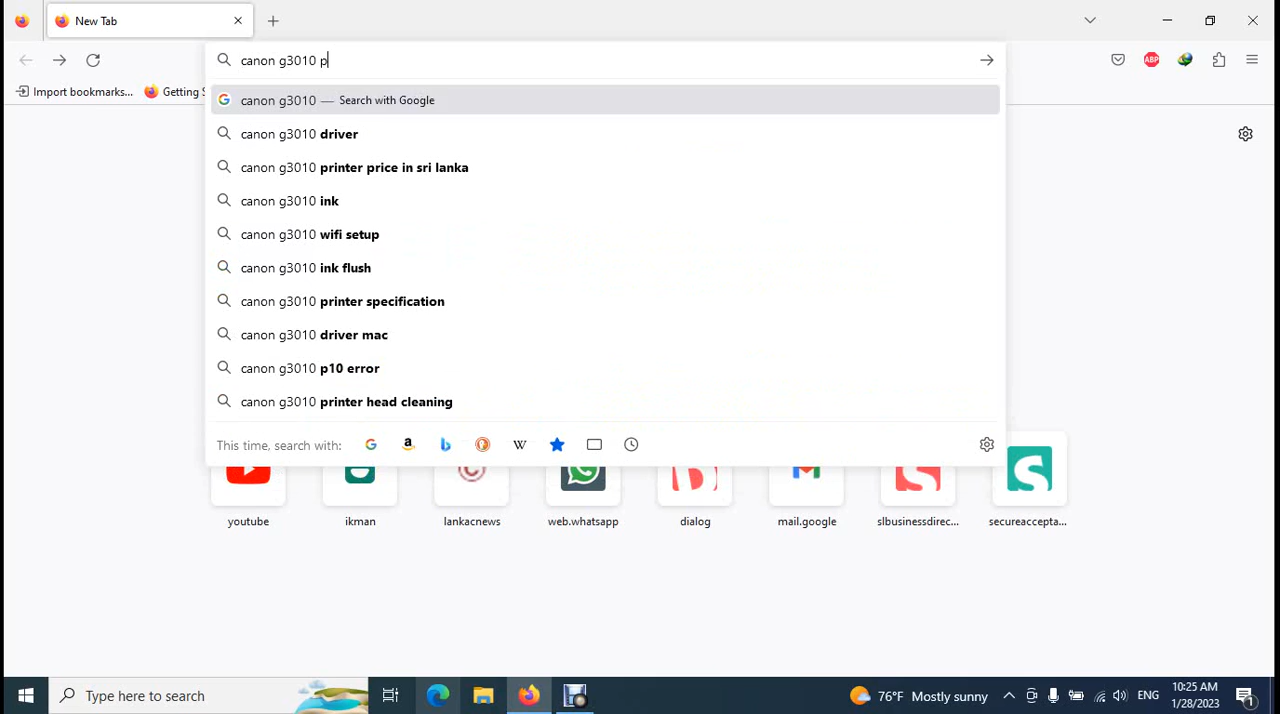 New Tab
canon g3010 p
Import bookmarks...
Getting S
canon g3010 — Search with Google
canon g3010 driver
canon g3010 printer price in sri lanka
canon g3010 ink
canon g3010 wifi setup
canon g3010 ink flush
canon g3010 printer specification
canon g3010 driver mac
canon g3010 p10 error
canon g3010 printer head cleaning
This time, search with:
youtube
ikman
lankacnews
web.whatsapp
dialog
mail.google
slbusinessdirec...
secureaccepta...
Type here to search
76°F Mostly sunny
ENG
10:25 AM
1/28/2023
1
ABP